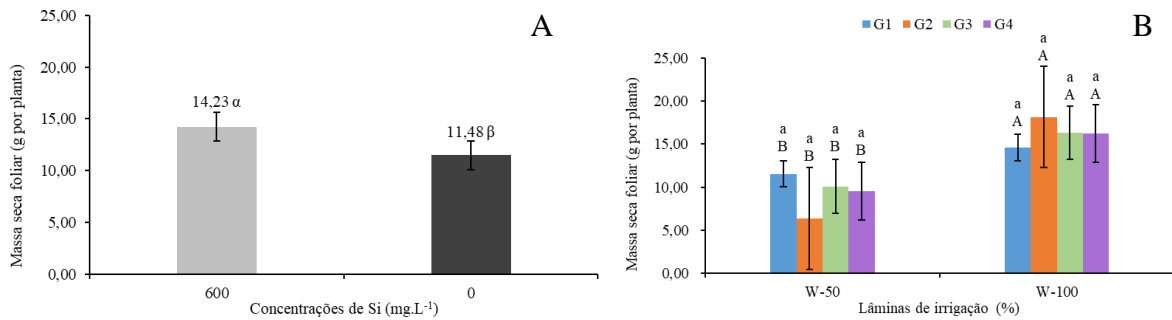 A
Massa seca foliar (g por planta)
25,00
20,00
15,00
10,00
5,00
0,00
14,23 α
11,48 β
600
0
Concentrações de Si (mg.L⁻¹)
B
G1 G2 G3 G4
Massa seca foliar (g por planta)
25,00
20,00
15,00
10,00
5,00
0,00
a
B
a
B
a
B
a
B
a
A
a
A
a
A
a
A
W-50
W-100
Lâminas de irrigação (%)